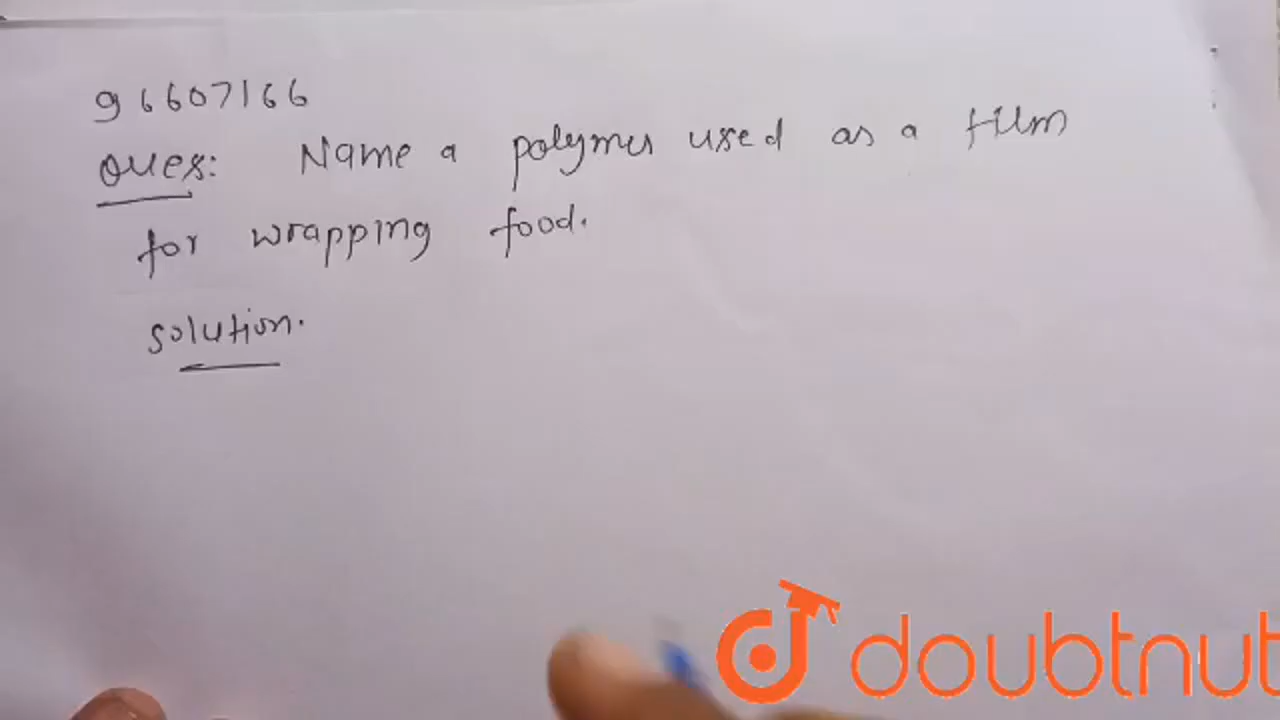 96607166
Ques: Name a polymer used as a film
for wrapping food.
solution.
doubtnut